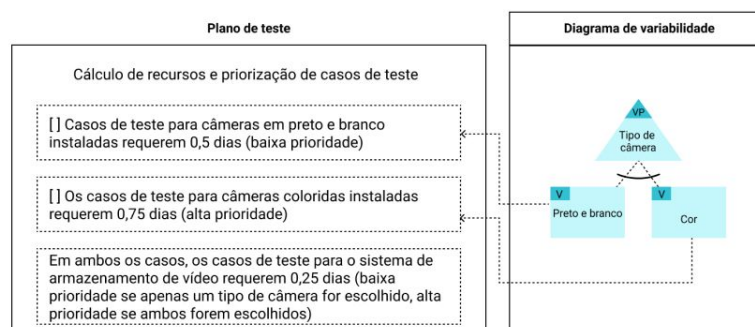 Plano de teste
Cálculo de recursos e priorização de casos de teste
[ ] Casos de teste para câmeras em preto e branco
instaladas requerem 0,5 dias (baixa prioridade)
[ ] Os casos de teste para câmeras coloridas instaladas
requerem 0,75 dias (alta prioridade)
Em ambos os casos, os casos de teste para o sistema de
armazenamento de vídeo requerem 0,25 dias (baixa
prioridade se apenas um tipo de câmera for escolhido, alta
prioridade se ambos forem escolhidos)
Diagrama de variabilidade
VP
Tipo de
câmera
V
Preto e branco
V
Cor